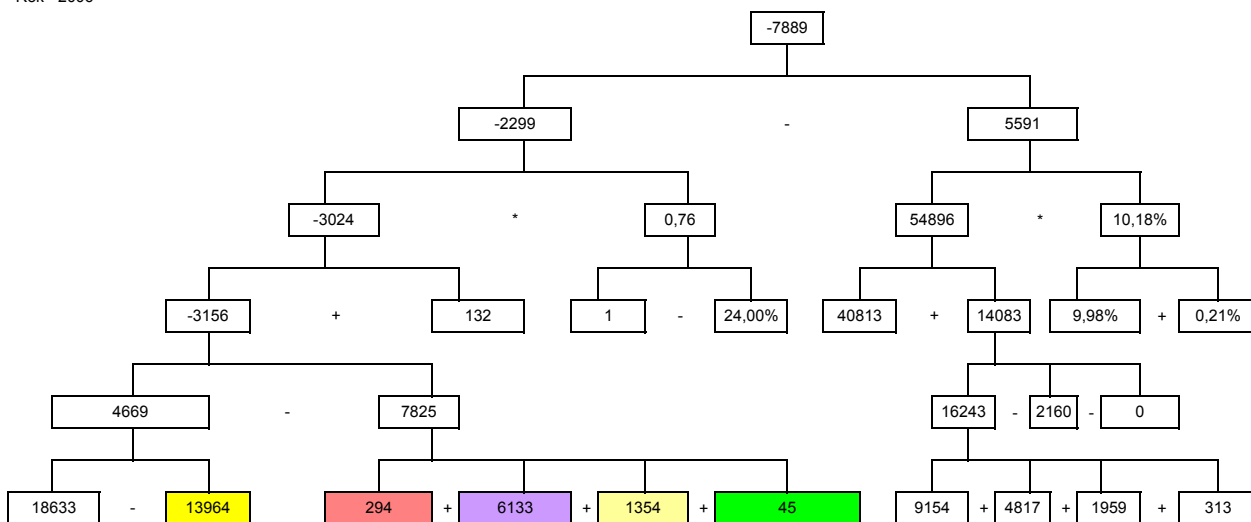 -7889
-2299 - 5591
-3024 * 0,76 54896 * 10,18%
-3156 + 132 1 - 24,00% 40813 + 14083 9,98% + 0,21%
4669 - 7825 16243 - 2160 - 0
18633 - 13964 294 + 6133 + 1354 + 45 9154 + 4817 + 1959 + 313